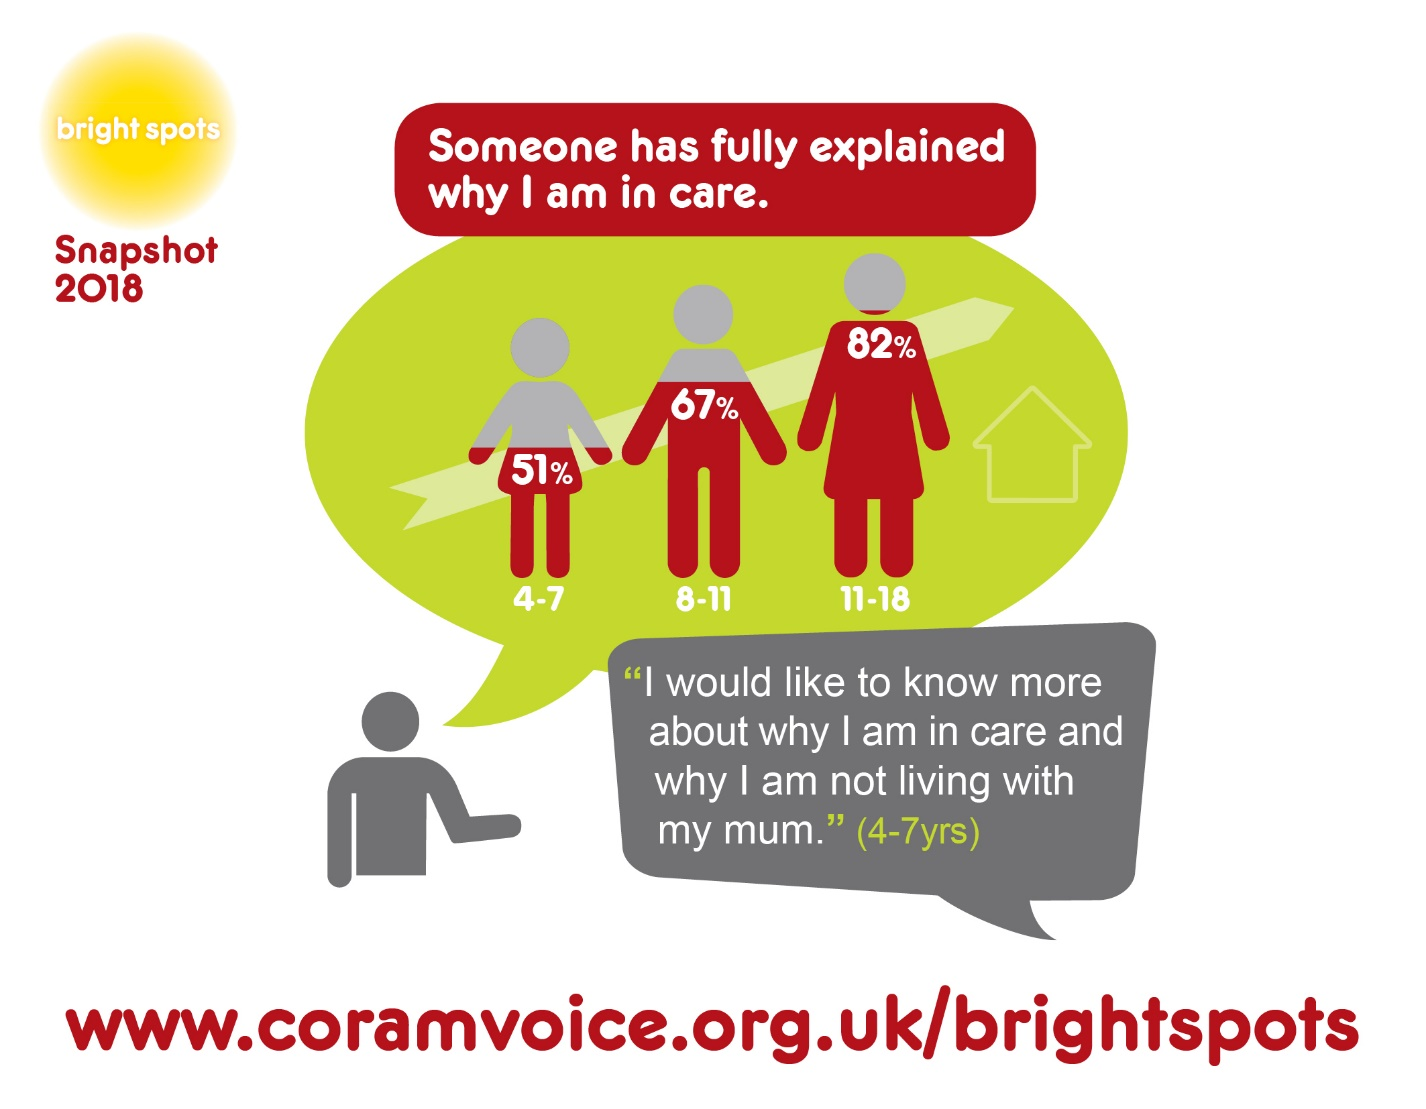 bright spots
Snapshot
2018
Someone has fully explained
why I am in care.
51%
67%
82%
4-7
8-11
11-18
“I would like to know more
about why I am in care and
why I am not living with
my mum.” (4-7yrs)
www.coramvoice.org.uk/brightspots